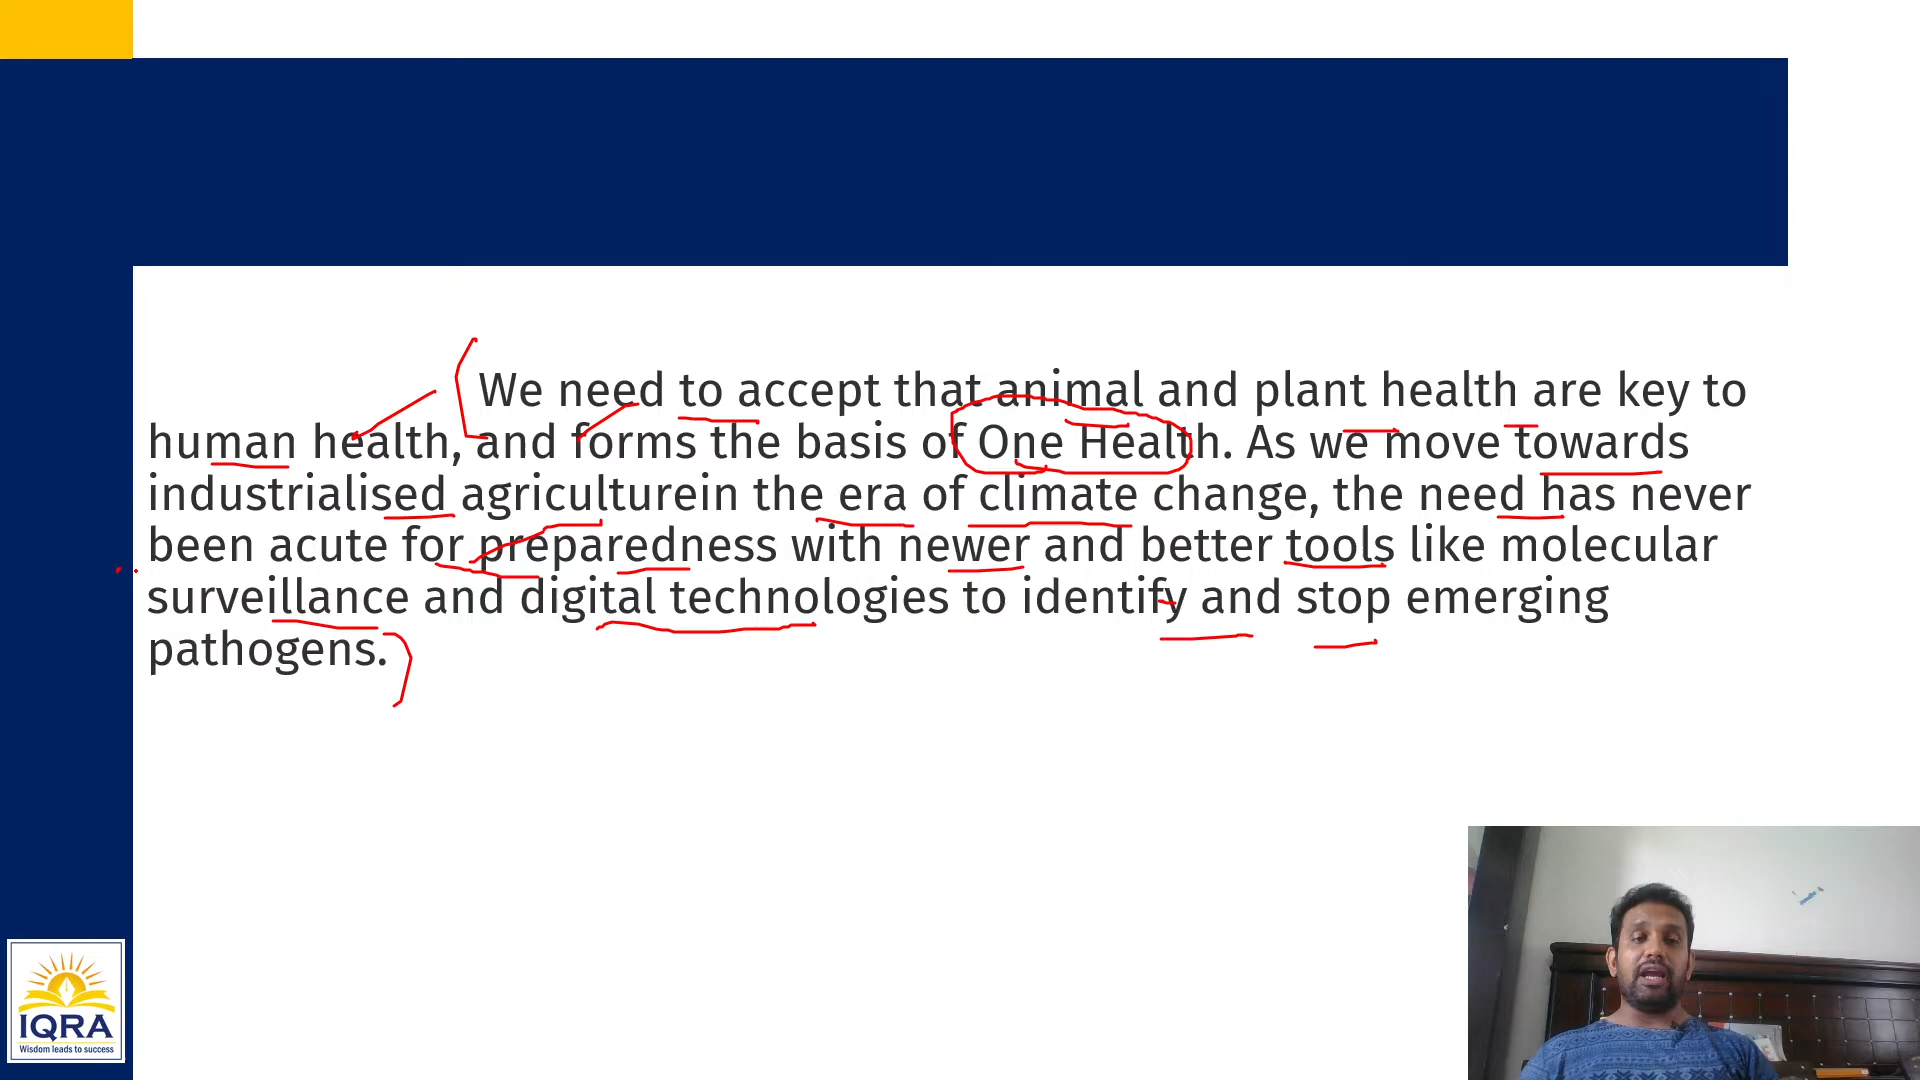 We need to accept that animal and plant health are key to
human health, and forms the basis of One Health. As we move towards
industrialised agriculturein the era of climate change, the need has never
been acute for preparedness with newer and better tools like molecular
surveillance and digital technologies to identify and stop emerging
pathogens.
IQRA
Wisdom leads to success